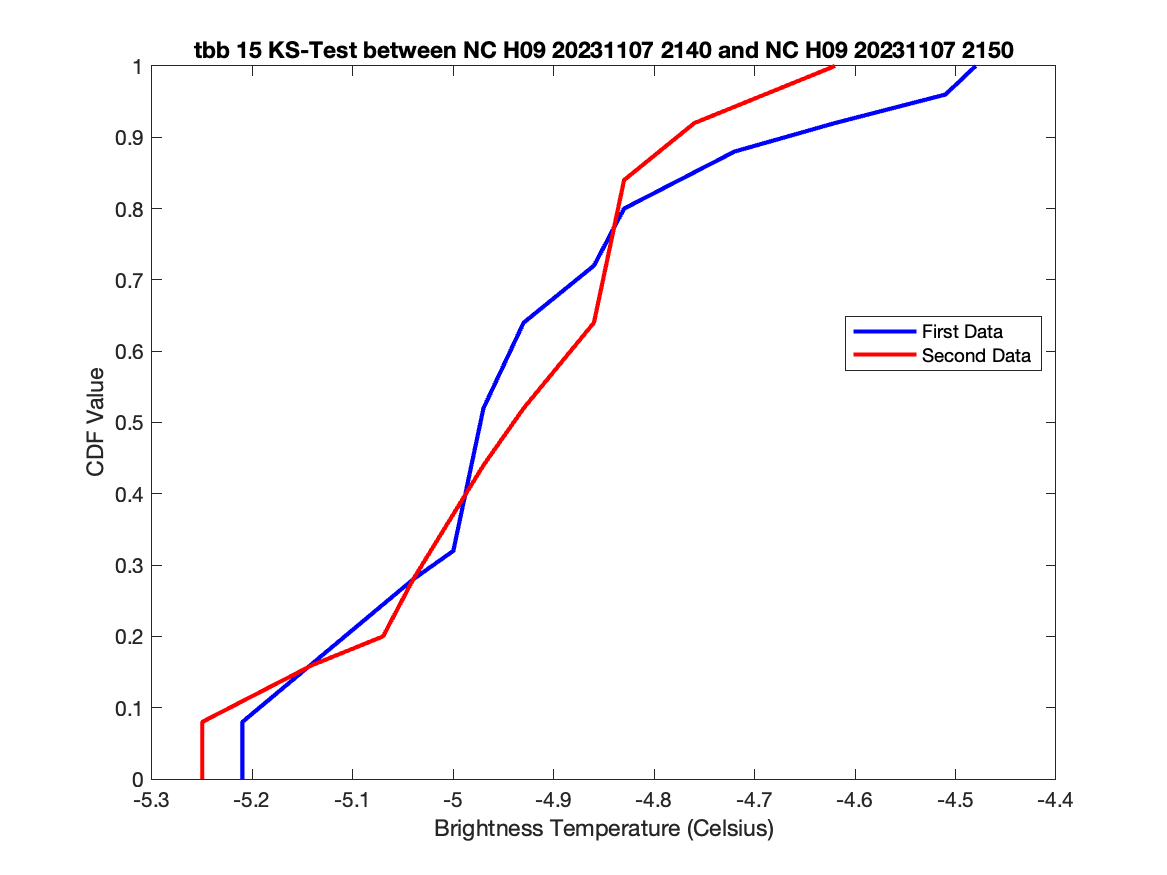 tbb 15 KS-Test between NC H09 20231107 2140 and NC H09 20231107 2150
1
0.9
0.8
0.7
0.6
0.5
0.4
0.3
0.2
0.1
0
CDF Value
First Data
Second Data
-5.3 -5.2 -5.1 -5 -4.9 -4.8 -4.7 -4.6 -4.5 -4.4
Brightness Temperature (Celsius)